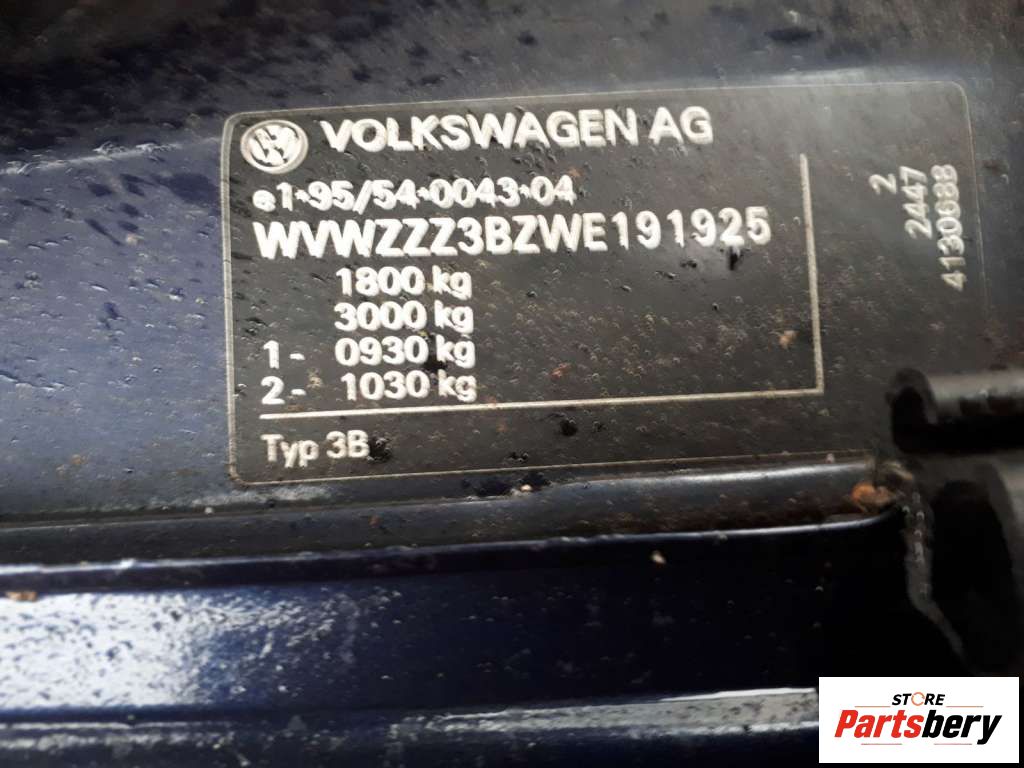 VOLKSWAGEN AG
e1*95/54*0043*04
WVWZZZ3BZWE191925
1800 kg
3000 kg
1- 0930 kg
2- 1030 kg
Typ 3B
2
2447
4130688
STORE
Partsbery